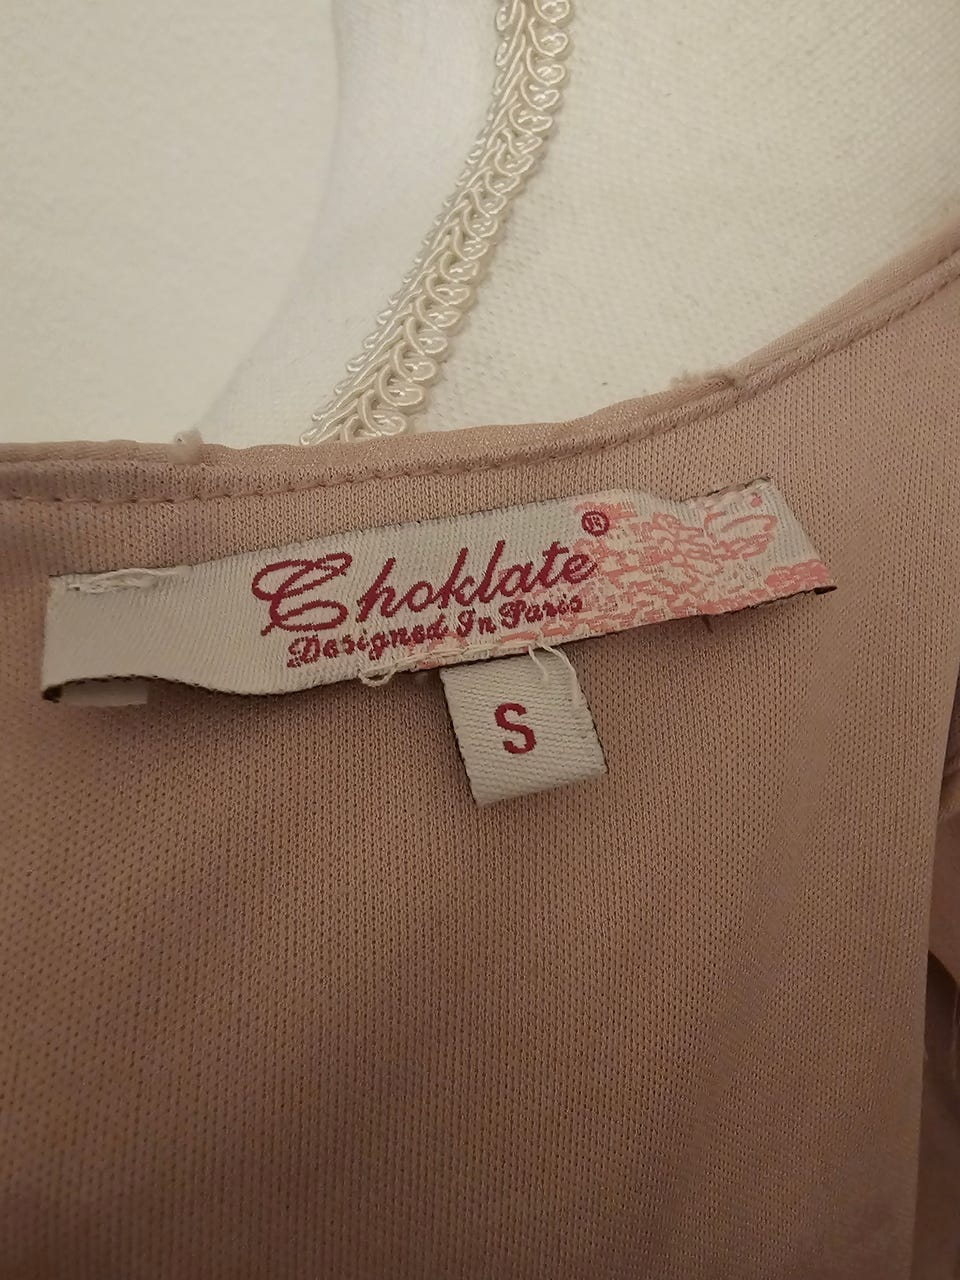 Choklate®
Designed In Paris
S